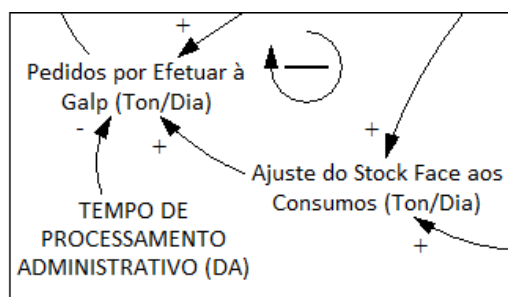 +
Pedidos por Efetuar à
Galp (Ton/Dia)
-
+
+
Ajuste do Stock Face aos
Consumos (Ton/Dia)
+
TEMPO DE
PROCESSAMENTO
ADMINISTRATIVO (DA)